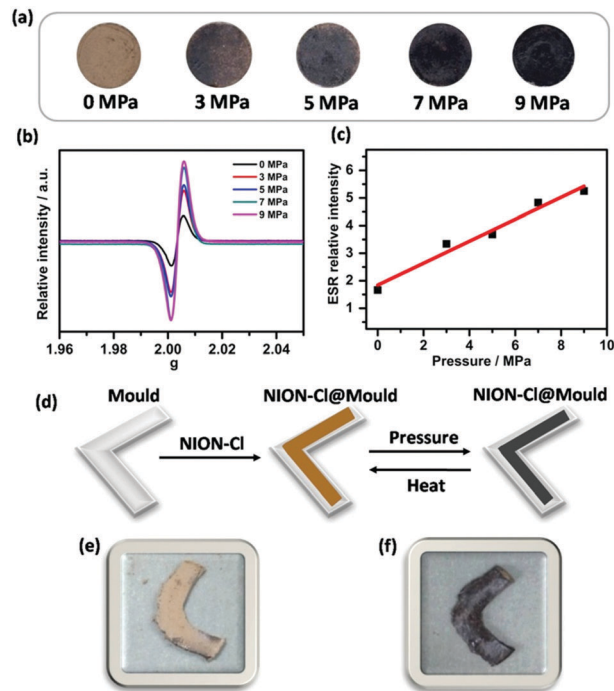 (a)
0 MPa 3 MPa 5 MPa 7 MPa 9 MPa
(b)
Relative intensity / a.u.
0 MPa
3 MPa
5 MPa
7 MPa
9 MPa
1.96 1.98 2.00 2.02 2.04
g
(c)
ESR relative intensity
6
5
4
3
2
1
0 2 4 6 8 10
Pressure / MPa
(d)
Mould NION-Cl@Mould NION-Cl@Mould
NION-Cl Pressure
Heat
(e) (f)